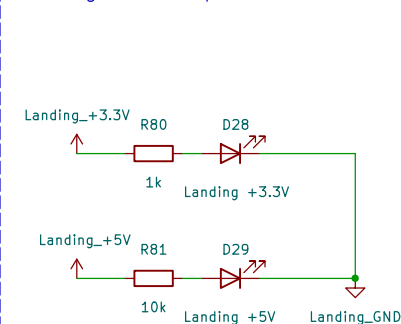 Landing_+3.3V
R80
D28
1k
Landing +3.3V
Landing_+5V
R81
D29
10k
Landing +5V
Landing_GND